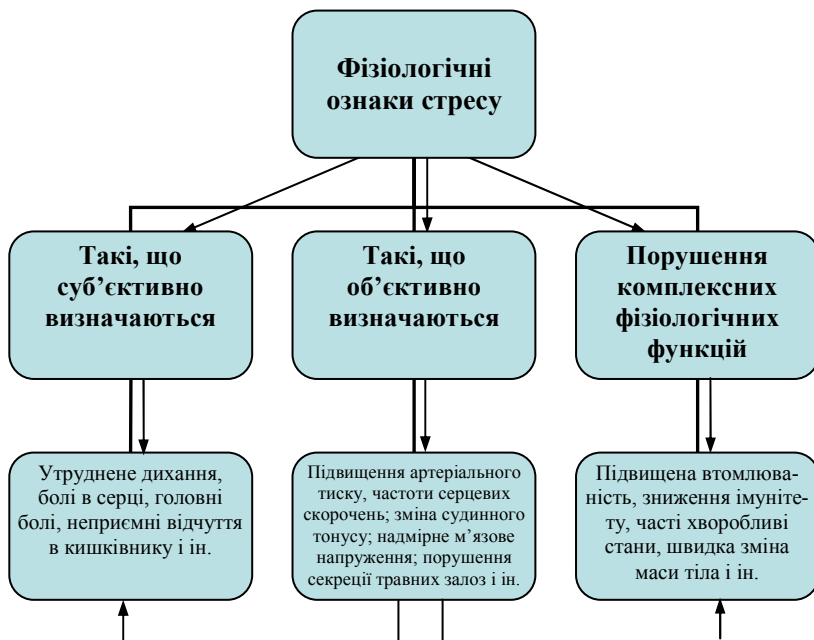 Фізіологічні
ознаки стресу
Такі, що
суб’єктивно
визначаються
Такі, що
об’єктивно
визначаються
Порушення
комплексних
фізіологічних
функцій
Утруднене дихання,
болі в серці, головні
болі, неприємні відчуття
в кишківнику і ін.
Підвищення артеріального
тиску, частоти серцевих
скорочень; зміна судинного
тонусу; надмірне м’язове
напруження; порушення
секреції травних залоз і ін.
Підвищена втомлюва-
ність, зниження імуніте-
ту, часті хворобливі
стани, швидка зміна
маси тіла і ін.